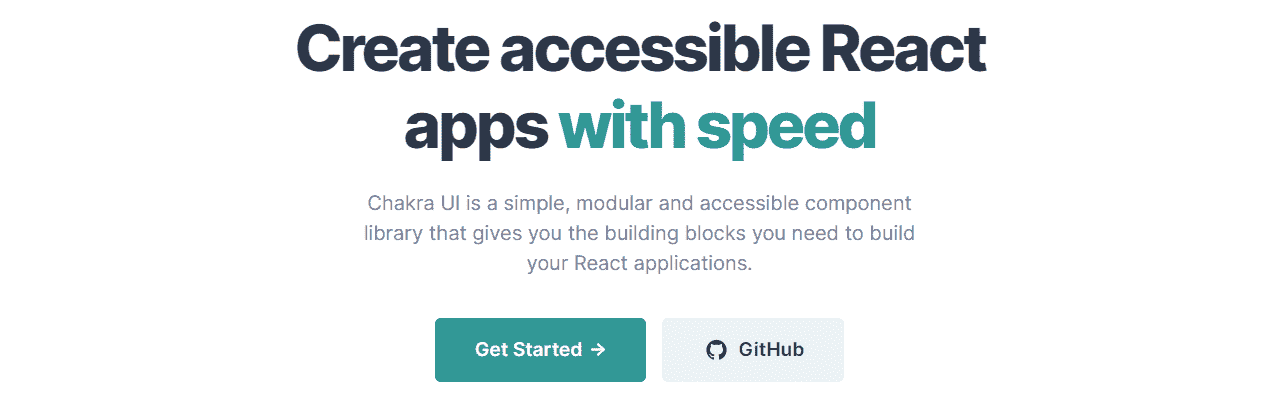 Create accessible React
apps with speed
Chakra UI is a simple, modular and accessible component
library that gives you the building blocks you need to build
your React applications.
Get Started →
GitHub